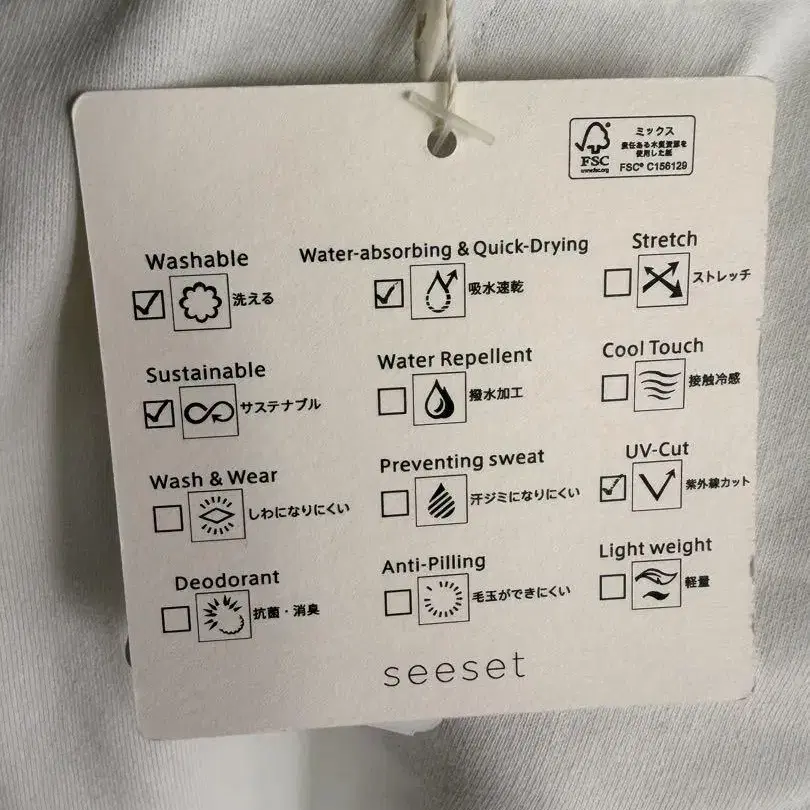 ミックス
責任ある木質資源を
使用した紙
FSC
www.fsc.org
FSC® C156129
Washable
洗える
Water-absorbing & Quick-Drying
吸水速乾
Stretch
ストレッチ
Sustainable
サステナブル
Water Repellent
撥水加工
Cool Touch
接触冷感
Wash & Wear
しわになりにくい
Preventing sweat
汗ジミになりにくい
UV-Cut
紫外線カット
Deodorant
抗菌・消臭
Anti-Pilling
毛玉ができにくい
Light weight
軽量
seeset